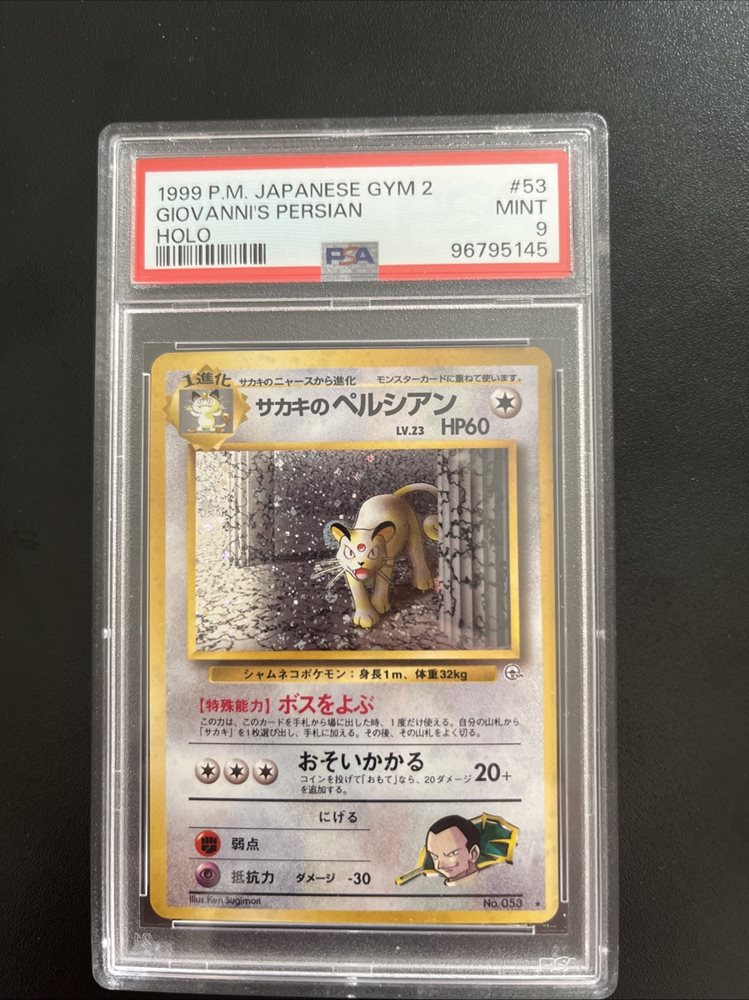 1999 P.M. JAPANESE GYM 2 #53
GIOVANNI'S PERSIAN MINT
HOLO 9
PSA 96795145
1進化 サカキのニャースから進化 モンスターカードに重ねて使います。
サカキのペルシアン
LV.23 HP60
シャムネコポケモン：身長1m、体重32kg
【特殊能力】ボスをよぶ
この力は、このカードを手札から場に出した時、1度だけ使える。自分の山札から
「サカキ」を1枚選び出し、手札に加える。その後、その山札をよく切る。
おそいかかる 20+
コインを投げて「おもて」なら、20ダメージ
を追加する。
にげる
弱点
抵抗力 ダメージ -30
Illus. Ken Sugimori No.053